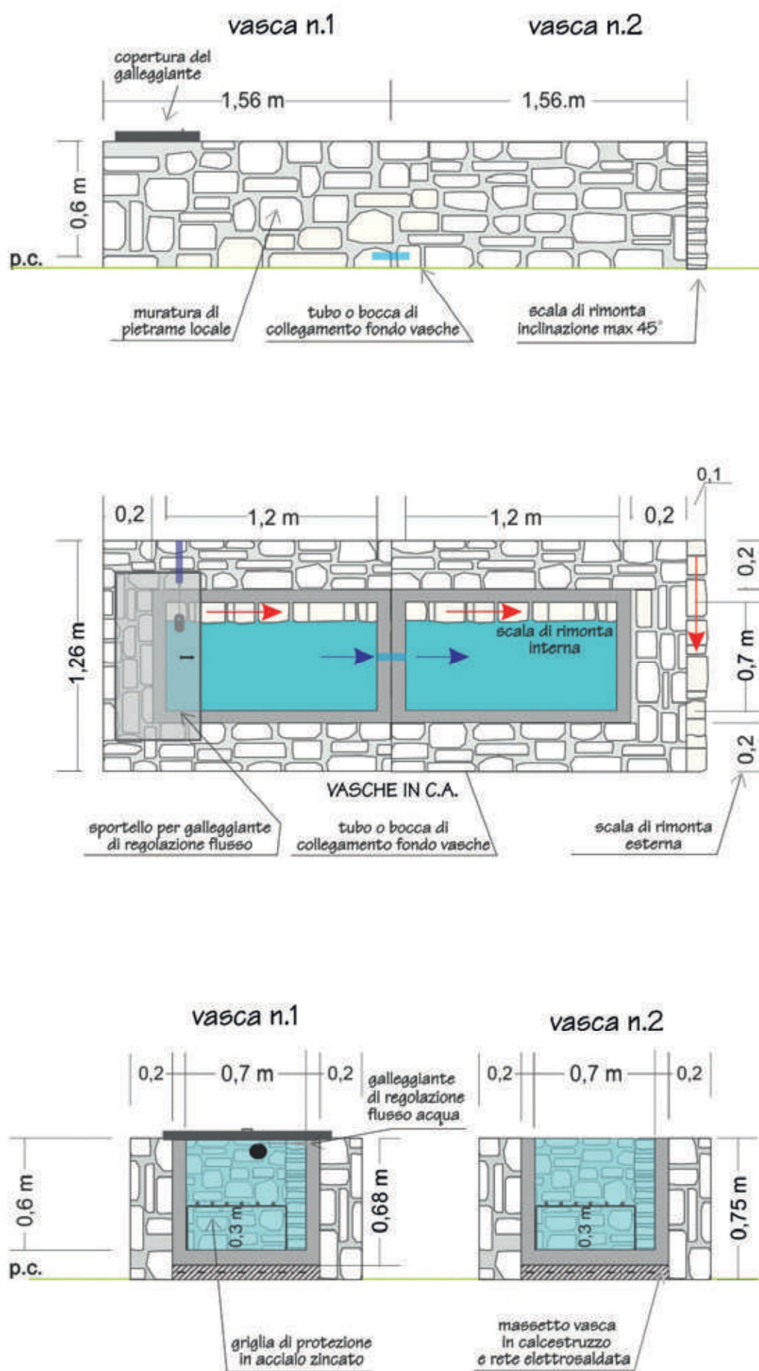 vasca n.1
vasca n.2
copertura del
galleggiante
1,56 m
1,56.m
0,6 m
p.c.
muratura di
pietrame locale
tubo o bocca di
collegamento fondo vasche
scala di rimonta
inclinazione max 45°
0,1
0,2
1,2 m
1,2 m
0,2
0,2
1,26 m
scala di rimonta
interna
0,7 m
0,2
VASCHE IN C.A.
sportello per galleggiante
di regolazione flusso
tubo o bocca di
collegamento fondo vasche
scala di rimonta
esterna
vasca n.1
vasca n.2
0,2
0,7 m
0,2
galleggiante
di regolazione
flusso acqua
0,2
0,7 m
0,2
0,6 m
0,3 m
0,68 m
0,3 m
0,75 m
p.c.
griglia di protezione
in acciaio zincato
massetto vasca
in calcestruzzo
e rete elettrosaldata